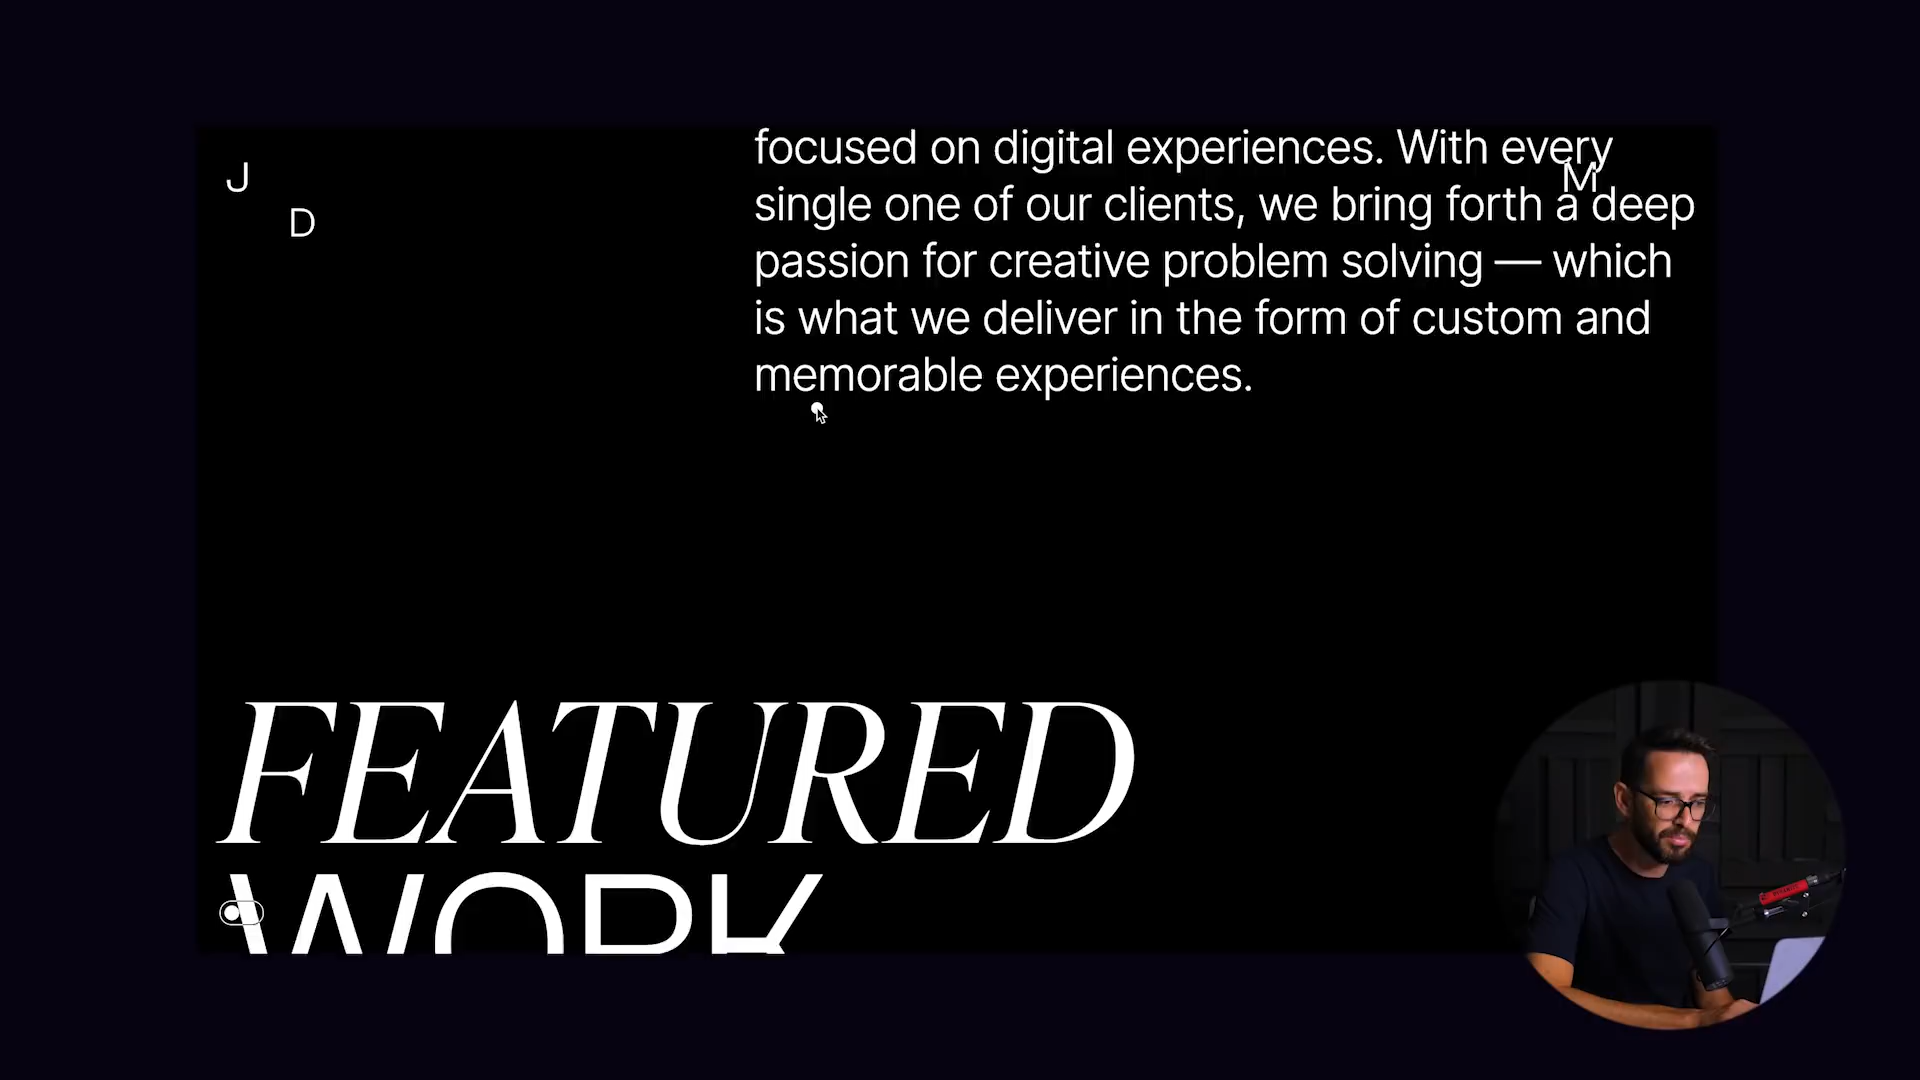 focused on digital experiences. With every
J
M
single one of our clients, we bring forth a deep
D
passion for creative problem solving — which
is what we deliver in the form of custom and
memorable experiences.
FEATURED
WORK